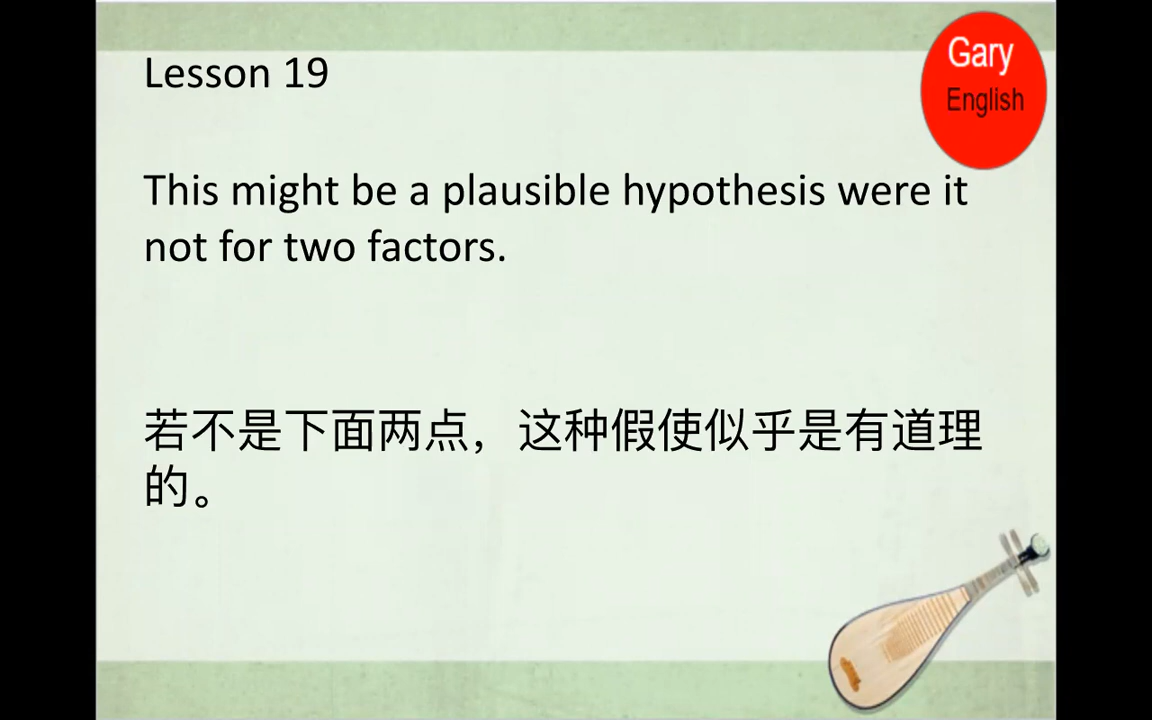 Lesson 19
Gary
English
This might be a plausible hypothesis were it
not for two factors.
若不是下面两点，这种假使似乎是有道理
的。